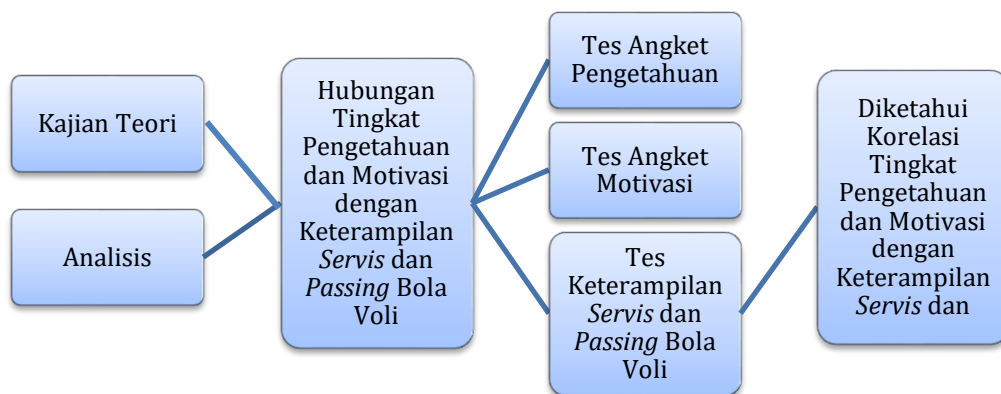 Kajian Teori
Analisis
Hubungan
Tingkat
Pengetahuan
dan Motivasi
dengan
Keterampilan
Servis dan
Passing Bola
Voli
Tes Angket
Pengetahuan
Tes Angket
Motivasi
Tes
Keterampilan
Servis dan
Passing Bola
Voli
Diketahui
Korelasi
Tingkat
Pengetahuan
dan Motivasi
dengan
Keterampilan
Servis dan